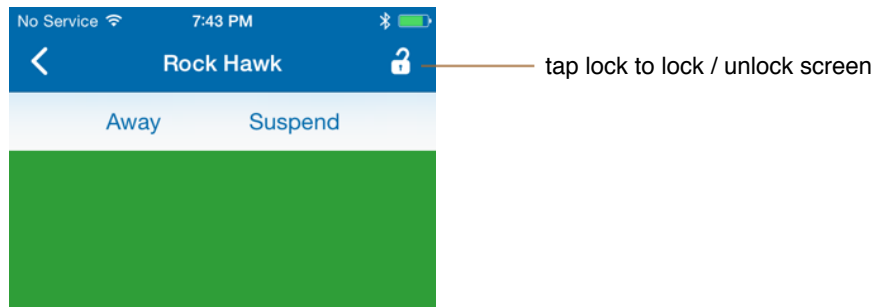 No Service 7:43 PM
Rock Hawk
tap lock to lock / unlock screen
Away Suspend